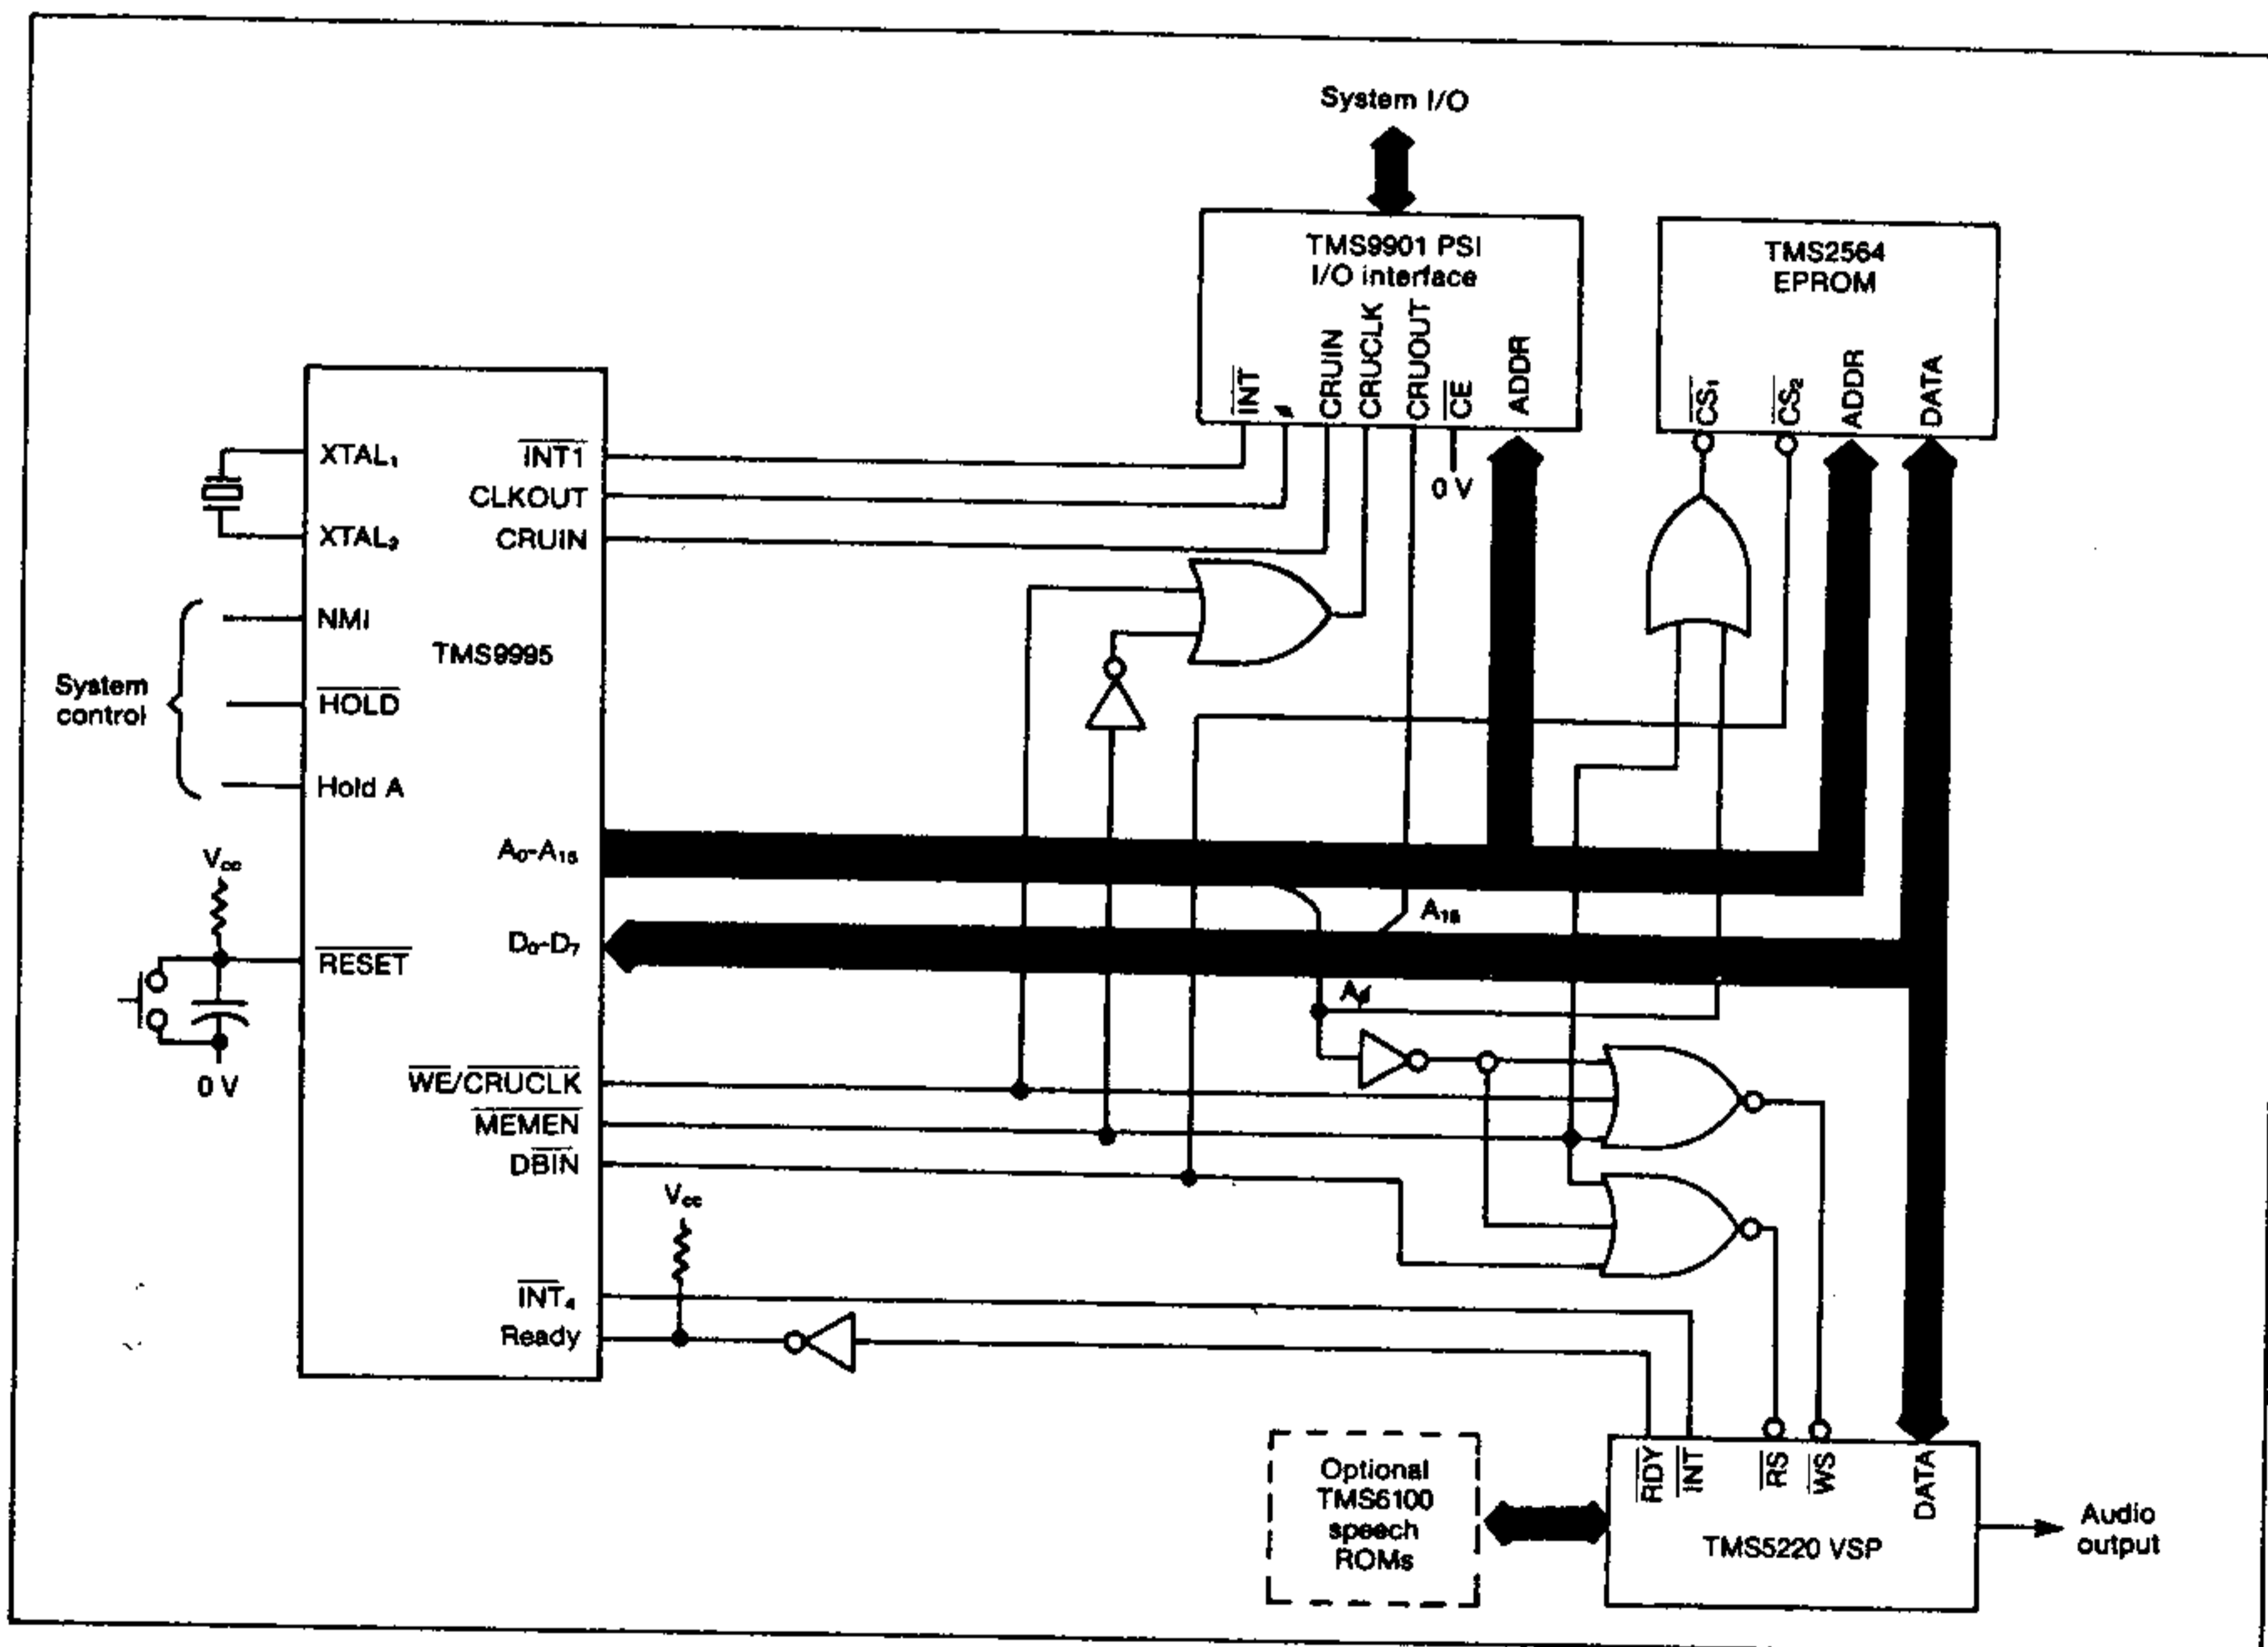 System I/O
TMS9901 PSI
I/O interface
INT
CRUIN
CRUCLK
CRUOUT
CE
ADDR
0 V
TMS2564
EPROM
CS₁
CS₂
ADDR
DATA
XTAL₁
XTAL₂
NMI
HOLD
Hold A
System
control
TMS9995
INT1
CLKOUT
CRUIN
A₀-A₁₅
D₀-D₇
A₁₅
Vcc
RESET
0 V
WE/CRUCLK
MEMEN
DBIN
Vcc
INT₄
Ready
Optional
TMS6100
speech
ROMs
RDY
INT
RS
WS
DATA
TMS5220 VSP
Audio
output